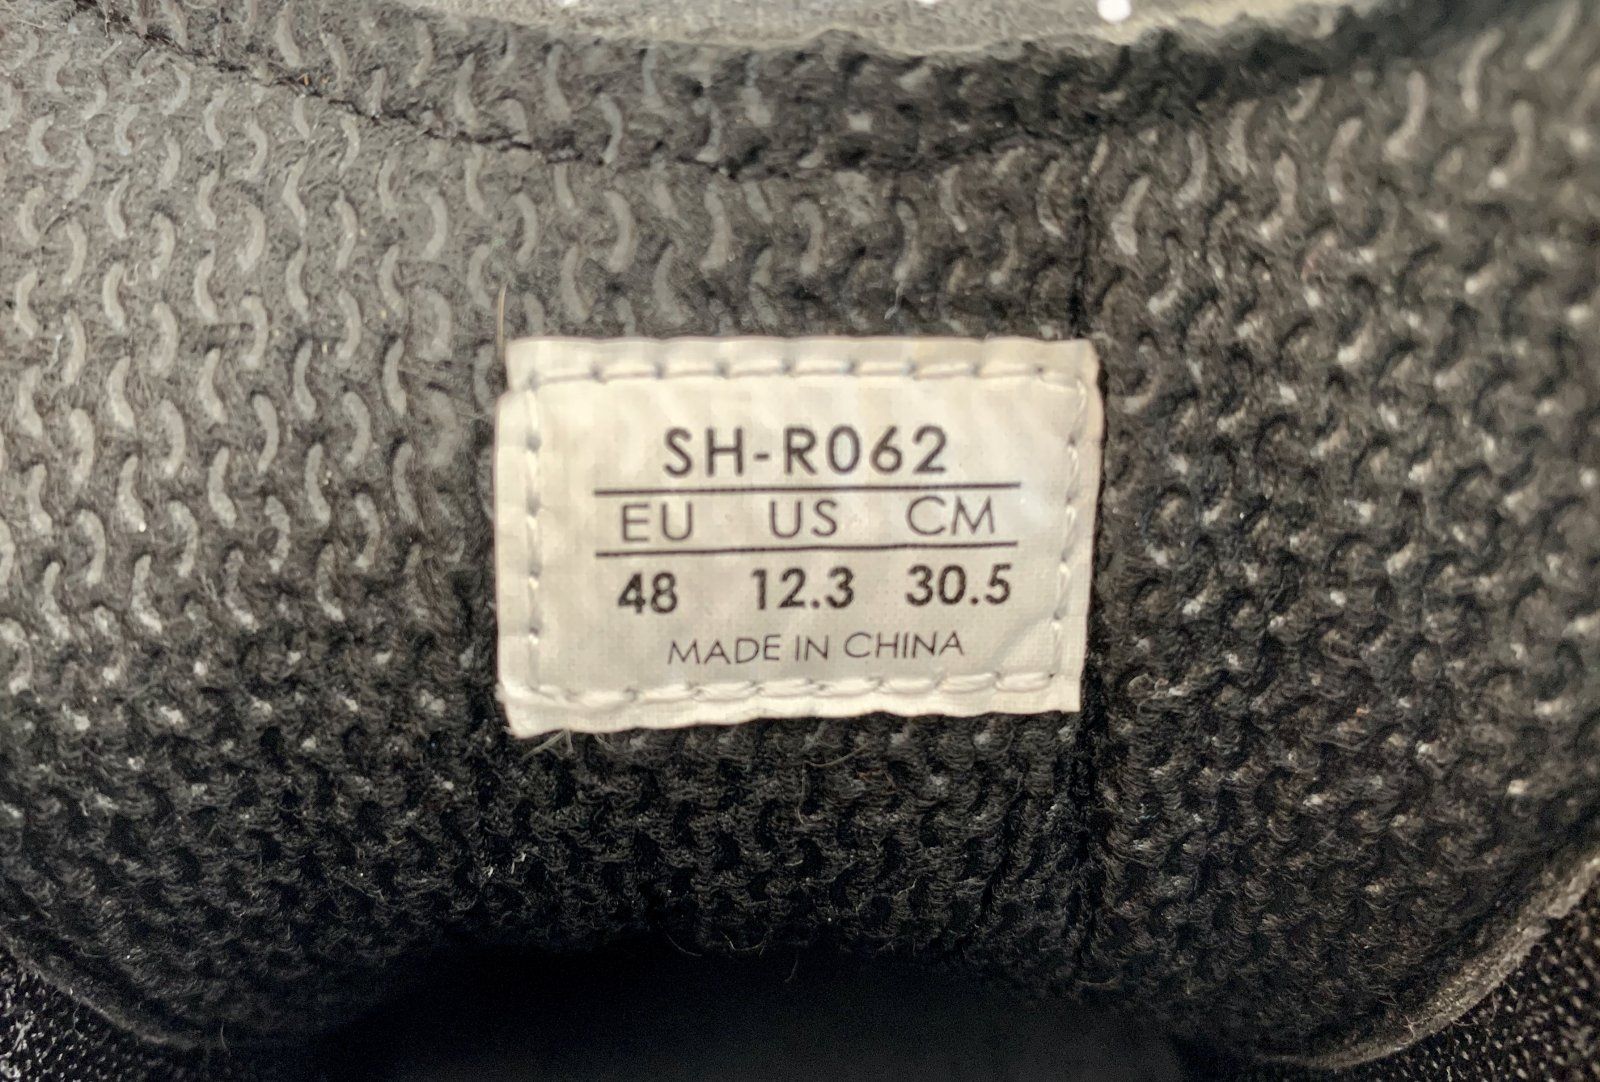 SH-R062
EU US CM
48 12.3 30.5
MADE IN CHINA